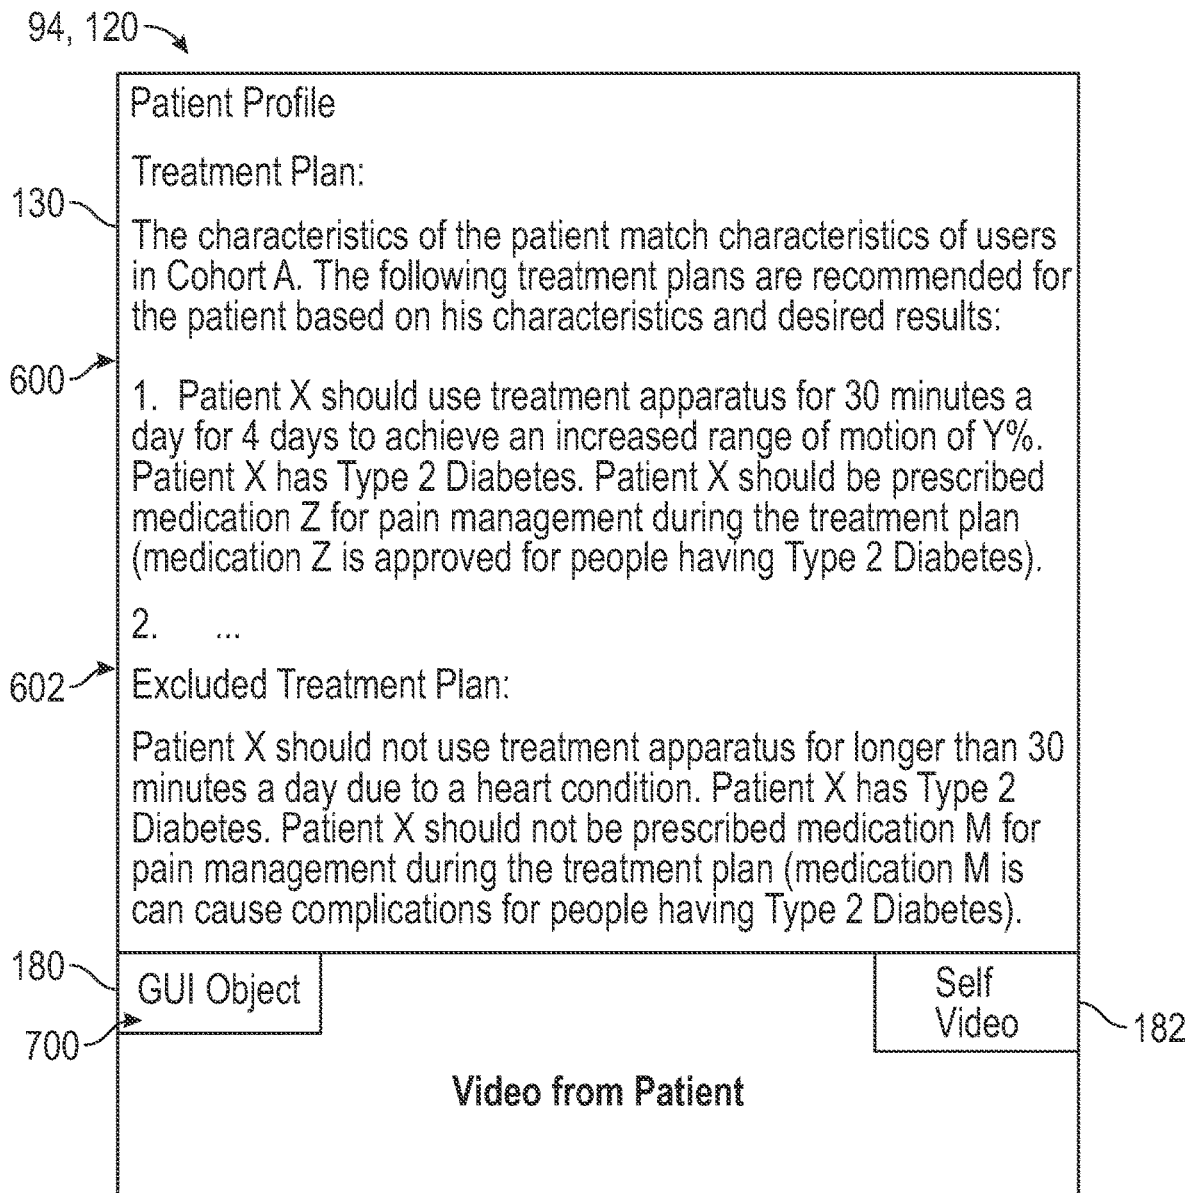 94, 120
Patient Profile
Treatment Plan:
130
The characteristics of the patient match characteristics of users
in Cohort A. The following treatment plans are recommended for
the patient based on his characteristics and desired results:
600
1. Patient X should use treatment apparatus for 30 minutes a
day for 4 days to achieve an increased range of motion of Y%.
Patient X has Type 2 Diabetes. Patient X should be prescribed
medication Z for pain management during the treatment plan
(medication Z is approved for people having Type 2 Diabetes).
2. ...
602
Excluded Treatment Plan:
Patient X should not use treatment apparatus for longer than 30
minutes a day due to a heart condition. Patient X has Type 2
Diabetes. Patient X should not be prescribed medication M for
pain management during the treatment plan (medication M is
can cause complications for people having Type 2 Diabetes).
180
GUI Object
700
Self
Video
182
Video from Patient